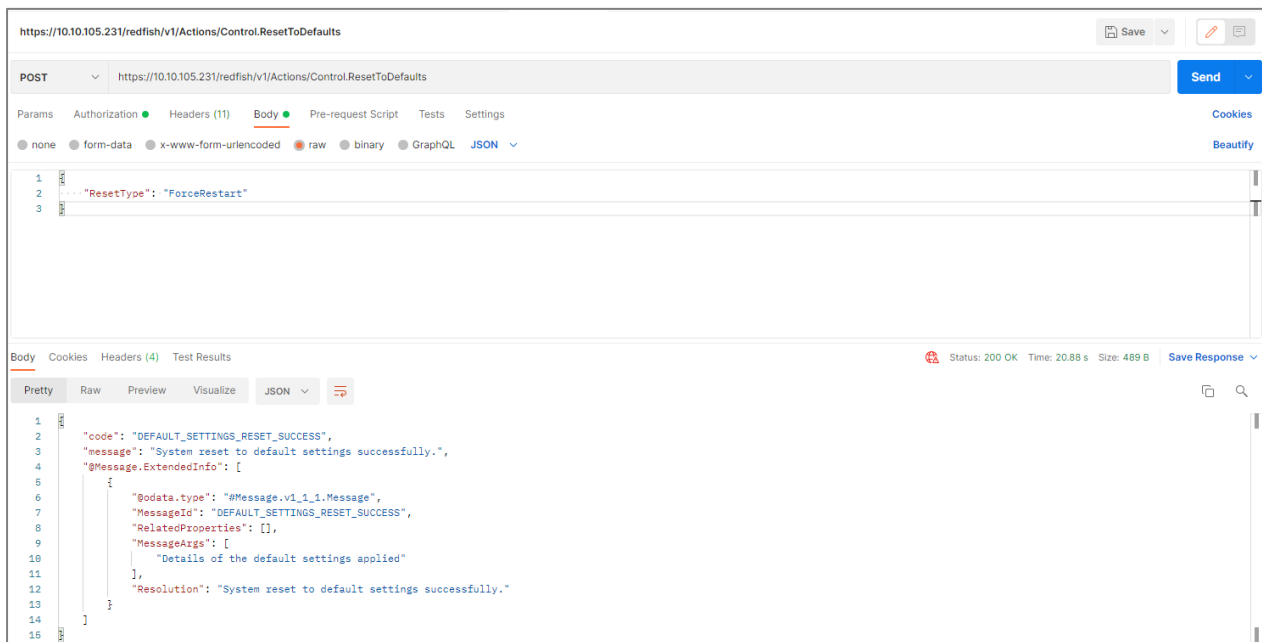 https://10.10.105.231/redfish/v1/Actions/Control.ResetToDefaults
Save
POST
https://10.10.105.231/redfish/v1/Actions/Control.ResetToDefaults
Send
Params Authorization Headers (11) Body Pre-request Script Tests Settings Cookies
none form-data x-www-form-urlencoded raw binary GraphQL JSON Beautify
1 {
2 "ResetType": "ForceRestart"
3 }
Body Cookies Headers (4) Test Results Status: 200 OK Time: 20.88 s Size: 489 B Save Response
Pretty Raw Preview Visualize JSON
1 {
2 "code": "DEFAULT_SETTINGS_RESET_SUCCESS",
3 "message": "System reset to default settings successfully.",
4 "@Message.ExtendedInfo": [
5 {
6 "@odata.type": "#Message.v1_1_1.Message",
7 "MessageId": "DEFAULT_SETTINGS_RESET_SUCCESS",
8 "RelatedProperties": [],
9 "MessageArgs": [
10 "Details of the default settings applied"
11 ],
12 "Resolution": "System reset to default settings successfully."
13 }
14 ]
15 }